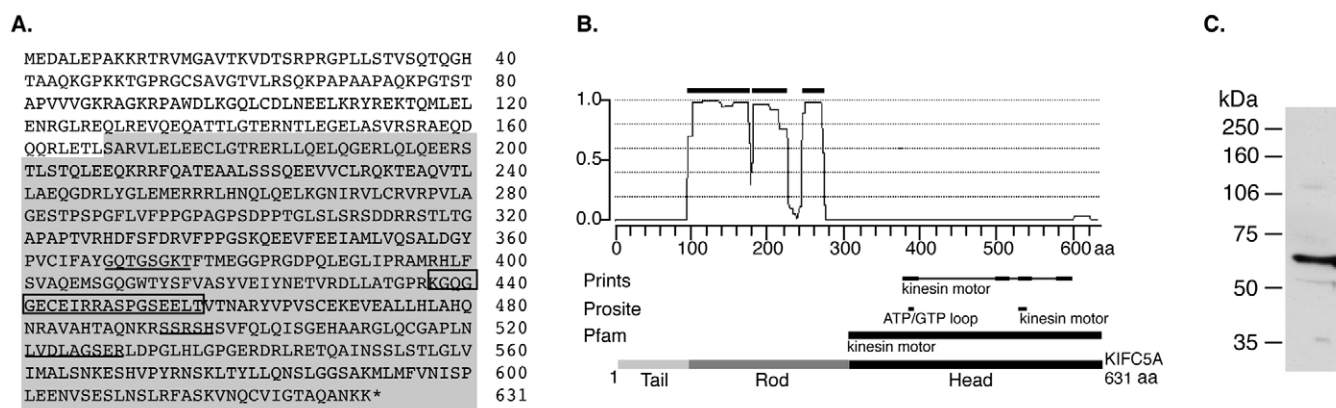 A.
MEDALEPAKKRTRVMGAVTKVDTSRPRGPLLSTVSQTQGH 40
TAAQKGPKKTGPRGCSAVGTVLRSQKPAPAAPAQKPGTST 80
APVVVGKRAGKRPAWDLKGQLCDLNEELKRYREKTQMLEL 120
ENRGLREQLREVQEQATTLGTERNTLEGELASVRSRAEQD 160
QQRLETLSARVLELEECLGTRERLLQELQGERLQLQEERS 200
TLSTQLEEQKRRFQATEAALSSSQEEVVCLRQKTEAQVTL 240
LAEQGDRLYGLEMERRRLHNQLQELKGNIRVLCRVRPVLA 280
GESTPSPGFLVFPPGPAGPSDPPTGLSLSRSDDRRSTLTG 320
APAPTVRHDFSFDRVFPPGSKQEEVFEEIAMLVQSALDGY 360
PVCIFAYGQTGSGKTFTMEGGPRGDPQLEGLIPRAMRHLF 400
SVAQEMSGQGWTYSFVASYVEIYNETVRDLLATGPRKGQG 440
GECEIRRASPGSEELTVTNARYVPVSCEKEVEALLHLAHQ 480
NRAVAHTAQNKRSSRSHSVFQLQISGEHAARGLQCGAPLN 520
LVDLAGSERLDPGLHLGPGERDRLRETQAINSSLSTLGLV 560
IMALSNKESHVPYRNSKLTYLLQNSLGGSAKMLMFVNISP 600
LEENVSESLNSLRFASKVNQCVIGTAQANKK* 631
B.
1.0
0.5
0.0
0 100 200 300 400 500 600 aa
Prints
kinesin motor
Prosite
ATP/GTP loop kinesin motor
Pfam
kinesin motor
KIFC5A
1 Tail Rod Head 631 aa
C.
kDa
250
160
106
75
50
35